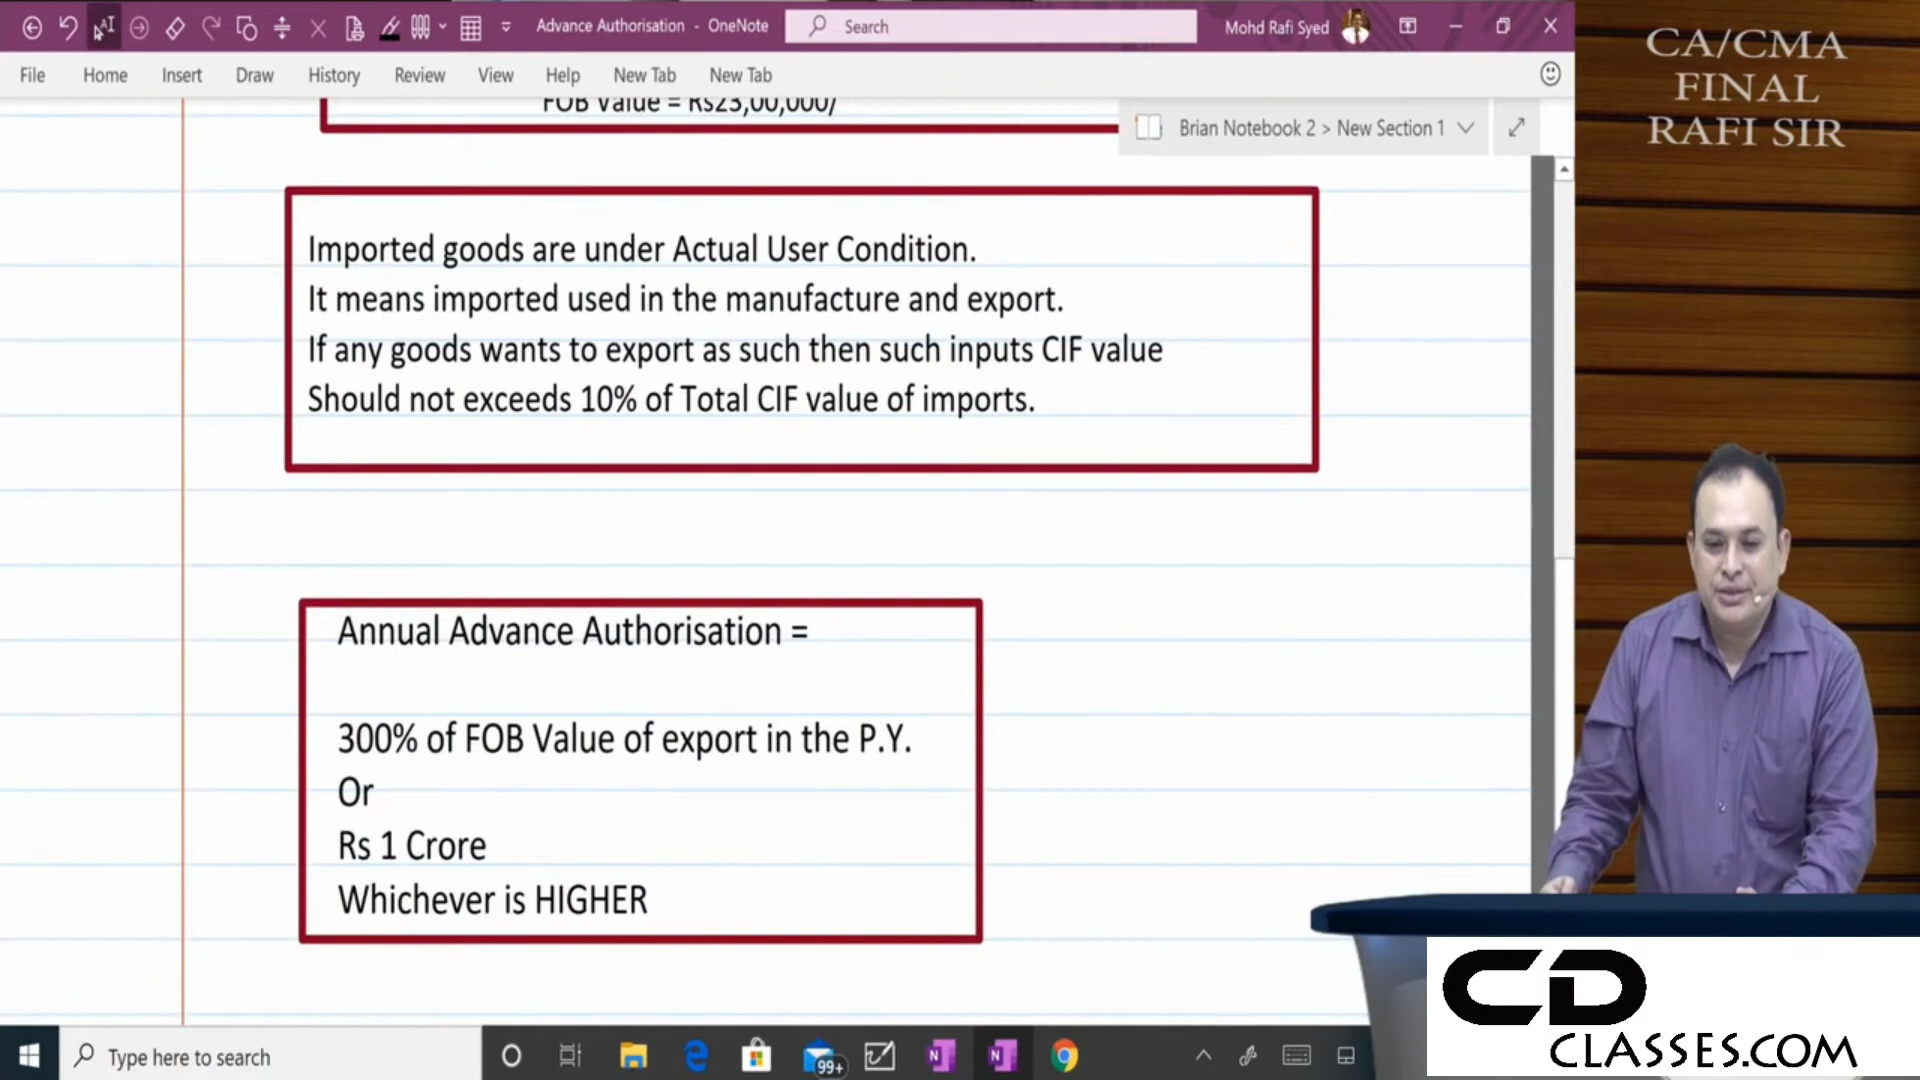 Advance Authorisation - OneNote
Search
Mohd Rafi Syed
File Home Insert Draw History Review View Help New Tab New Tab
FOB Value = Rs23,00,000/
Brian Notebook 2 > New Section 1
Imported goods are under Actual User Condition.
It means imported used in the manufacture and export.
If any goods wants to export as such then such inputs CIF value
Should not exceeds 10% of Total CIF value of imports.
Annual Advance Authorisation =
300% of FOB Value of export in the P.Y.
Or
Rs 1 Crore
Whichever is HIGHER
CA/CMA
FINAL
RAFI SIR
CD
CLASSES.COM
Type here to search
99+